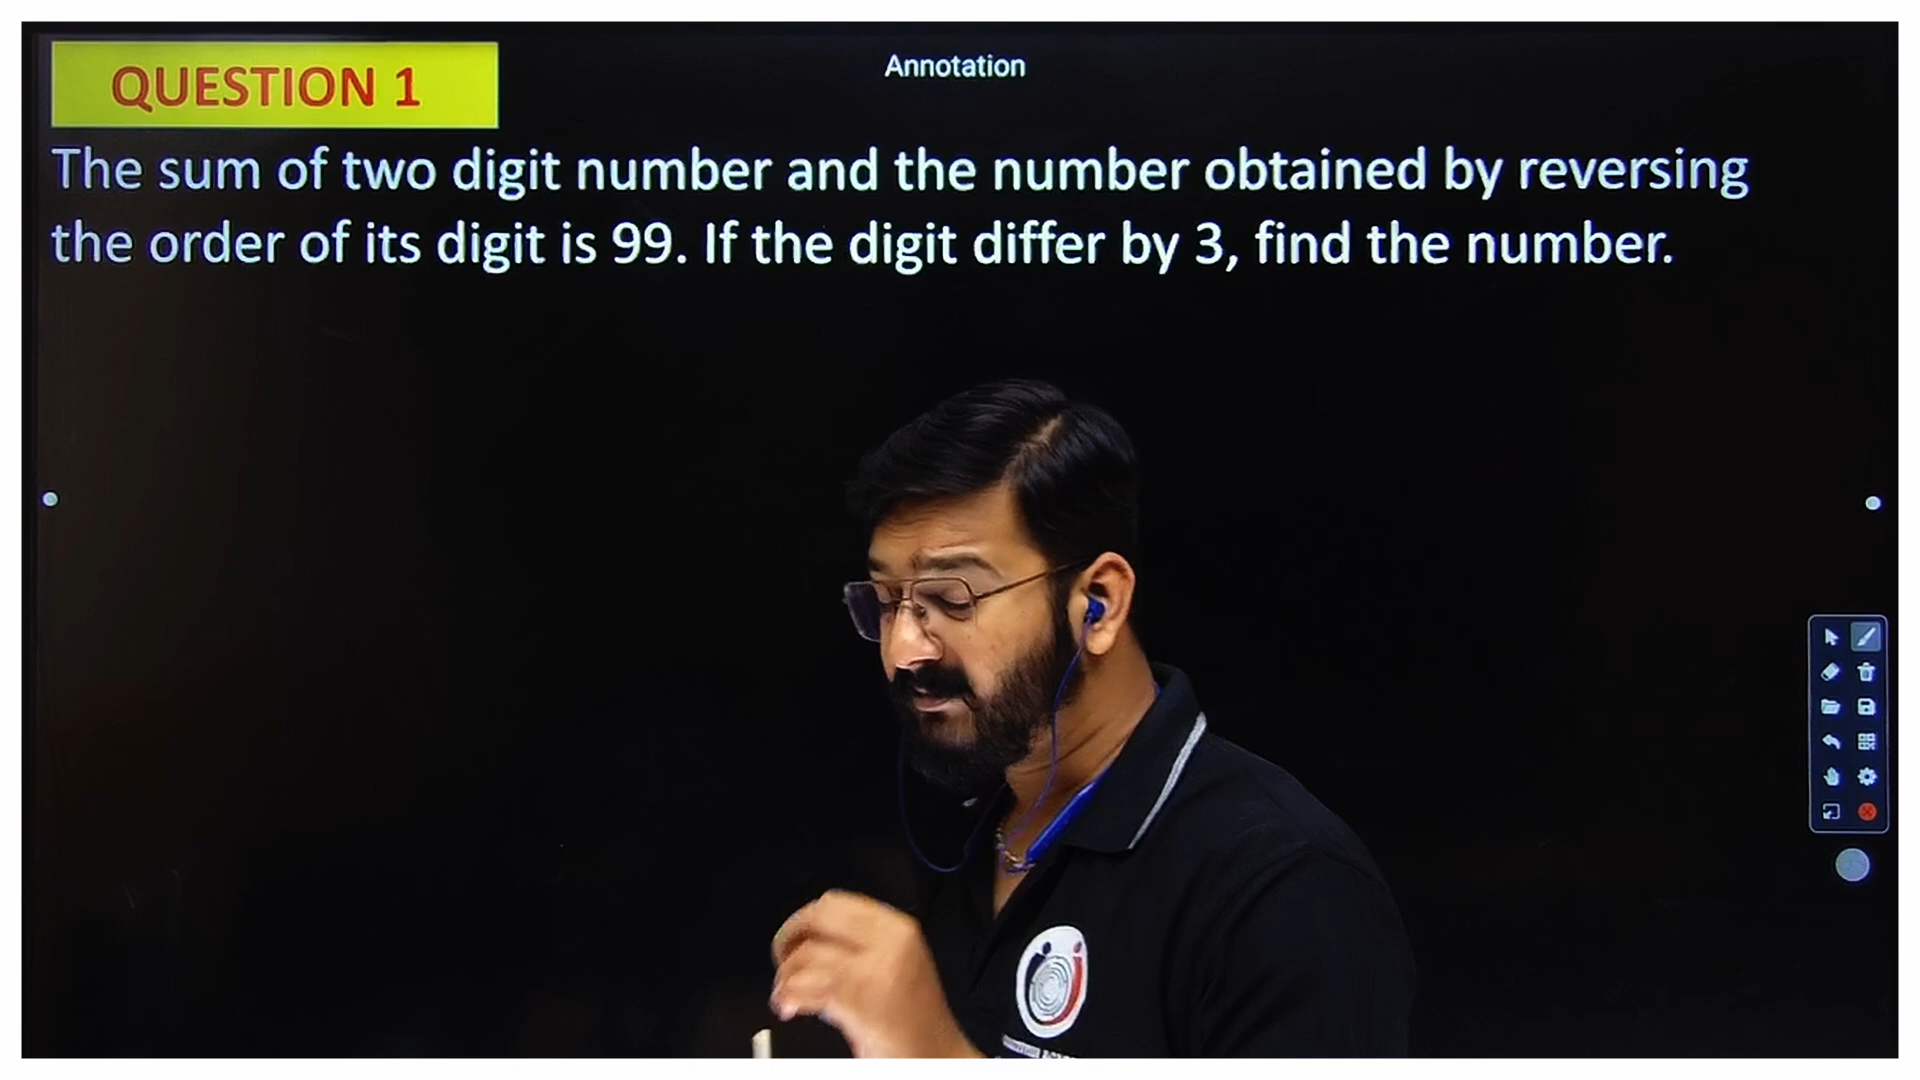 QUESTION 1
Annotation
The sum of two digit number and the number obtained by reversing
the order of its digit is 99. If the digit differ by 3, find the number.